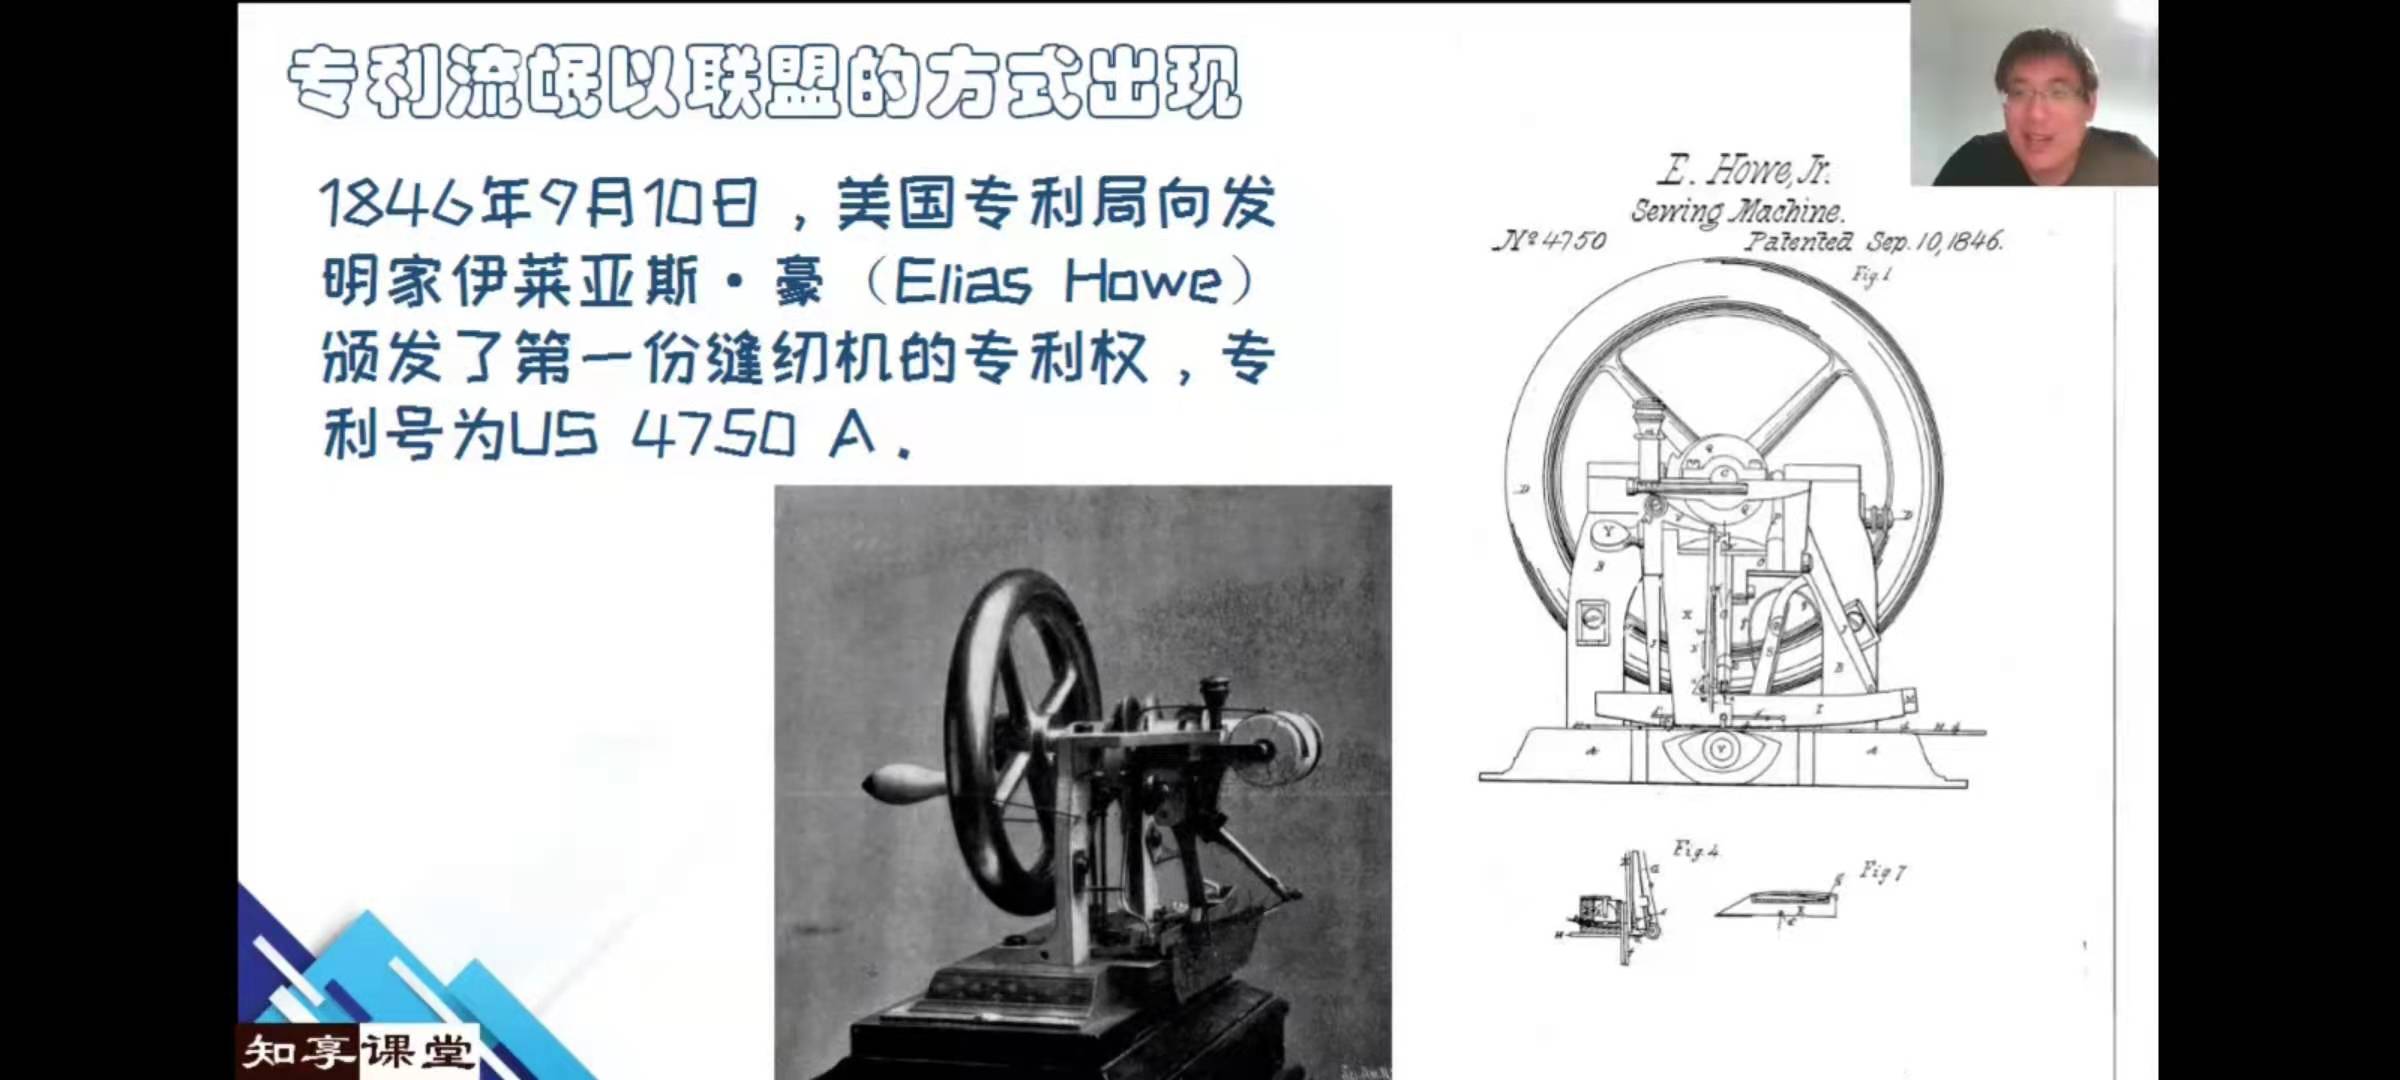 专利流氓以联盟的方式出现
1846年9月10日，美国专利局向发
明家伊莱亚斯·豪（Elias Howe）
颁发了第一份缝纫机的专利权，专
利号为US 4750 A.
E. Howe, Jr.
Sewing Machine.
Nº 4750
Patented Sep. 10, 1846.
Fig. 1
Fig. 4
Fig 7
知享课堂